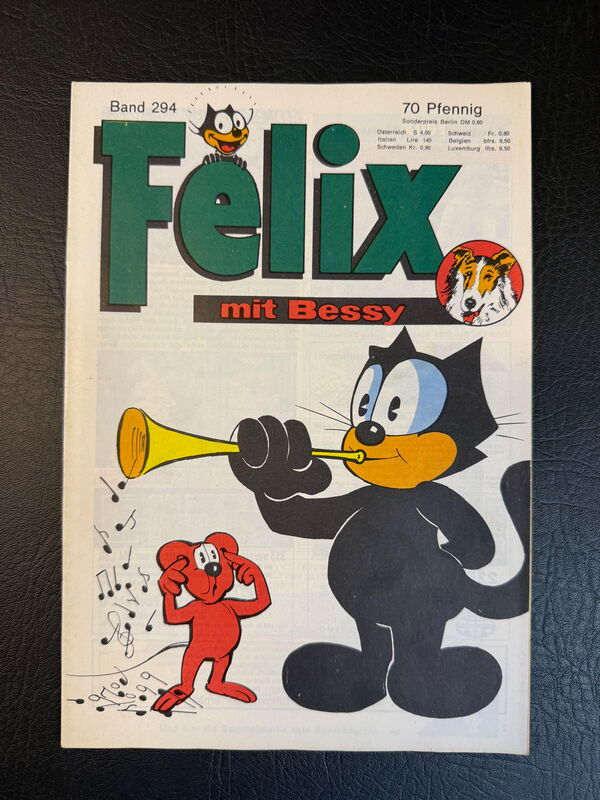 Band 294
70 Pfennig
Sonderpreis Berlin DM 0,60
Österreich S 4,00 Schweiz Fr. 0,80
Italien Lire 140 Belgien bfrs. 9,50
Schweden Kr. 0,90 Luxemburg lfrs. 9,50
Felix
mit Bessy